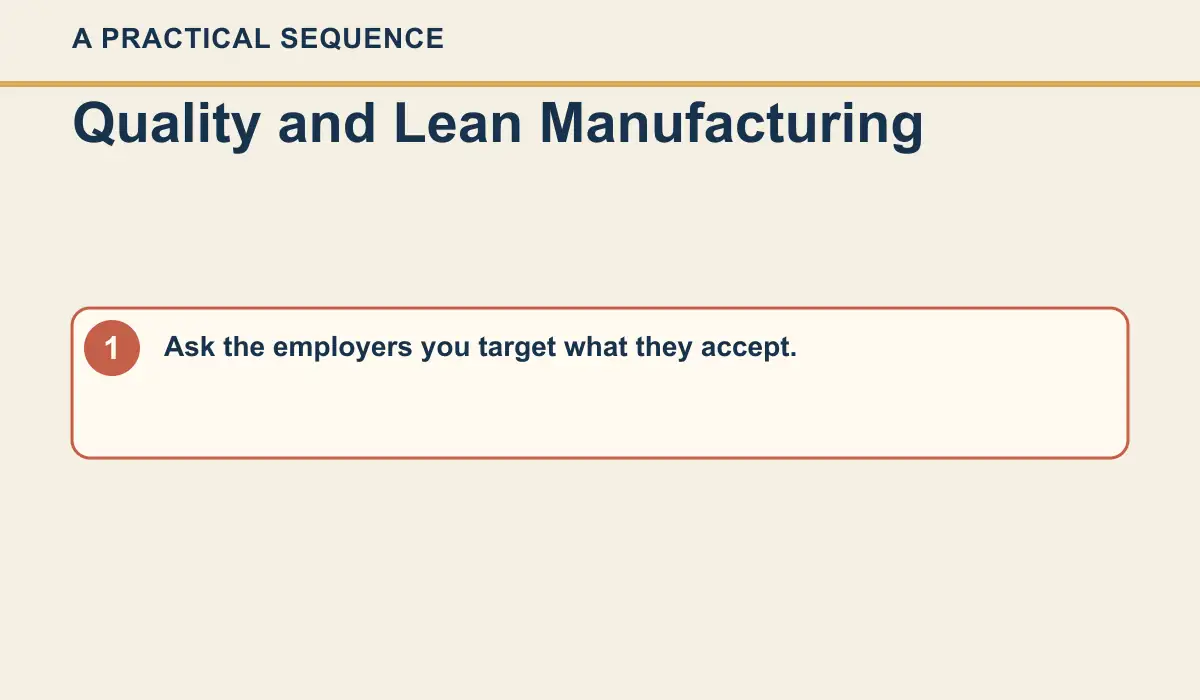 A PRACTICAL SEQUENCE
Quality and Lean Manufacturing
1 Ask the employers you target what they accept.